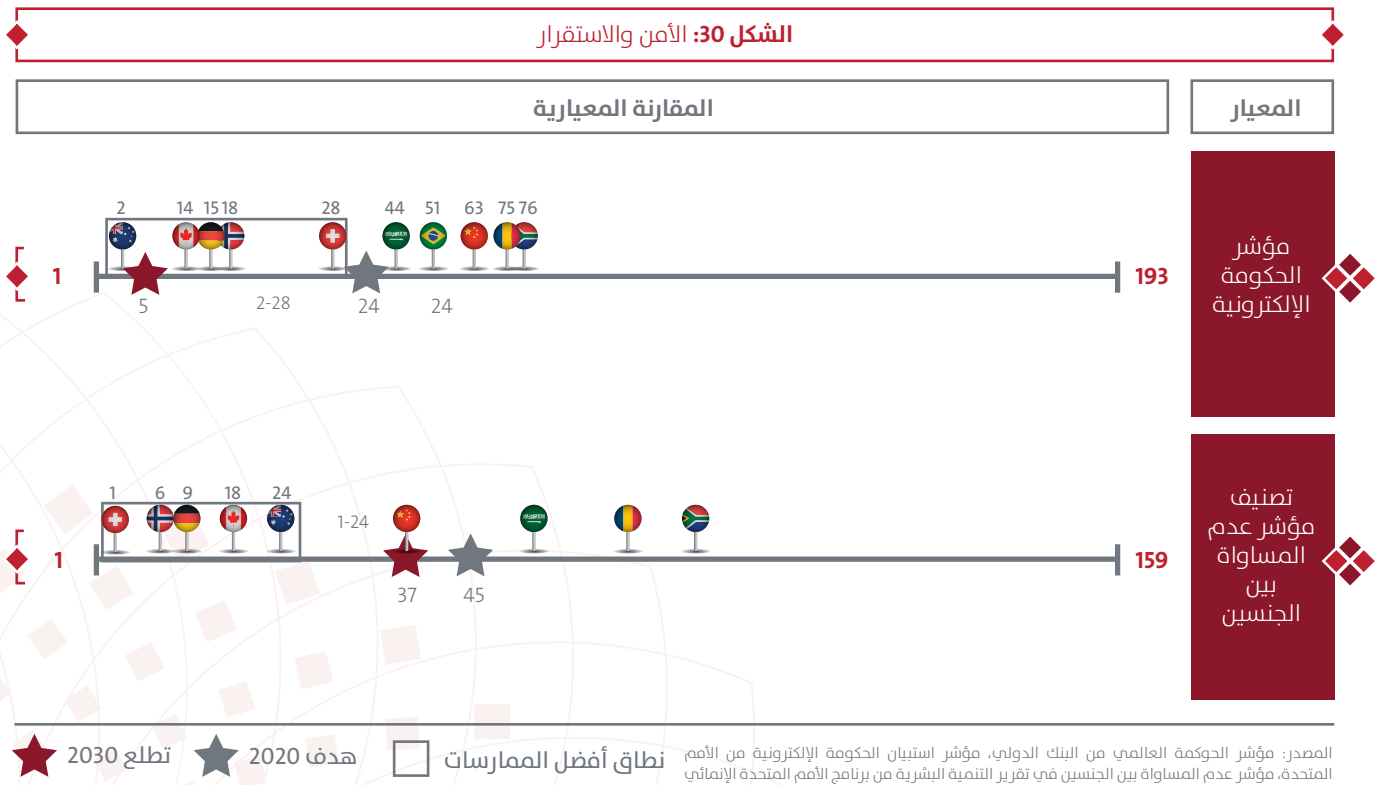 الشكل 30: الأمن والاستقرار
المعيار
المقارنة المعيارية
مؤشر
الحكومة
الإلكترونية
2 14 15 18 28 44 51 63 75 76
1 193
5 2-28 24 24
تصنيف
مؤشر عدم
المساواة
بين
الجنسين
1 6 9 18 24
1-24
1 159
37 45
تطلع 2030
هدف 2020
نطاق أفضل الممارسات
المصدر: مؤشر الحوكمة العالمي من البنك الدولي، مؤشر استبيان الحكومة الإلكترونية من الأمم
المتحدة، مؤشر عدم المساواة بين الجنسين في تقرير التنمية البشرية من برنامج الأمم المتحدة الإنمائي